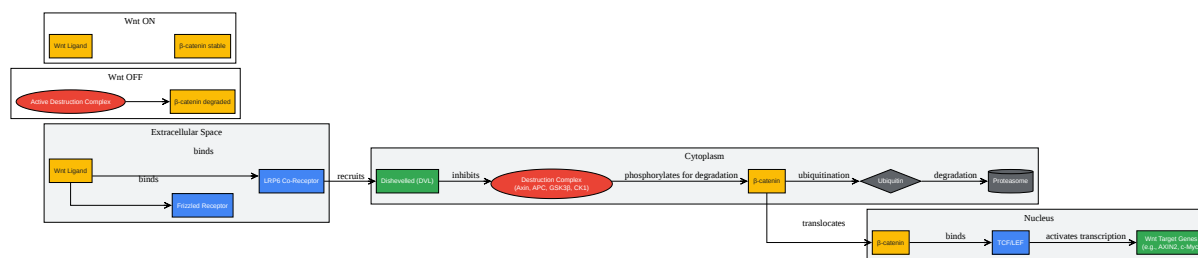 Wnt ON
Wnt Ligand
β-catenin stable
Wnt OFF
Active Destruction Complex
β-catenin degraded
Extracellular Space
binds
Wnt Ligand
binds
LRP6 Co-Receptor
Frizzled Receptor
recruits
Cytoplasm
Dishevelled (DVL)
inhibits
Destruction Complex
(Axin, APC, GSK3β, CK1)
phosphorylates for degradation
β-catenin
ubiquitination
Ubiquitin
degradation
Proteasome
translocates
Nucleus
β-catenin
binds
TCF/LEF
activates transcription
Wnt Target Genes
(e.g., AXIN2, c-Myc